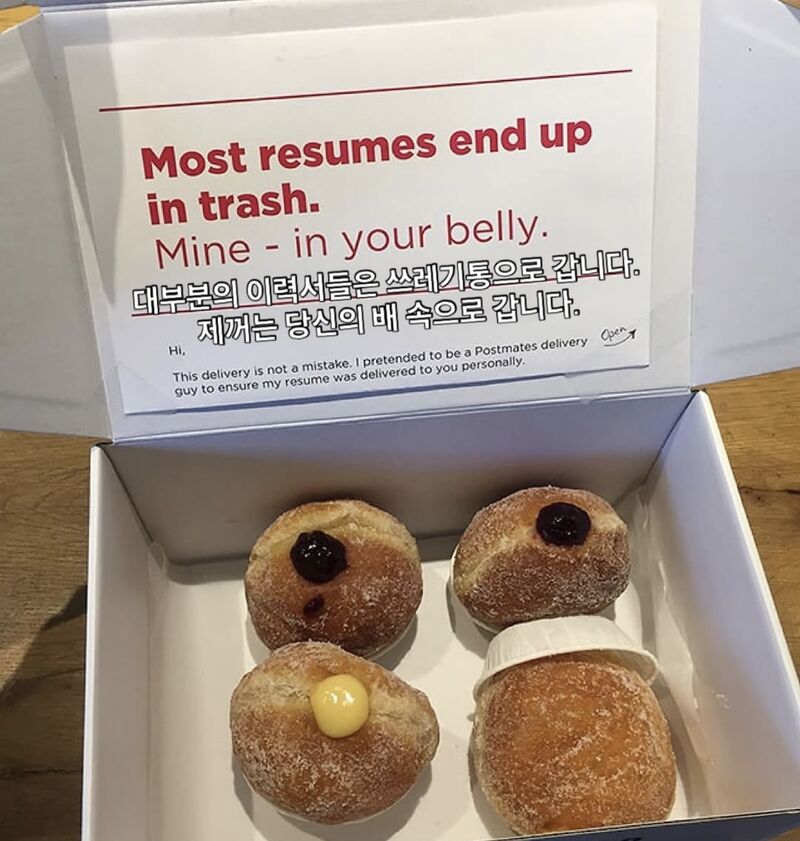 Most resumes end up
in trash.
Mine - in your belly.
대부분의 이력서들은 쓰레기통으로 갑니다.
제꺼는 당신의 배 속으로 갑니다.
Hi,
This delivery is not a mistake. I pretended to be a Postmates delivery
guy to ensure my resume was delivered to you personally.
Open